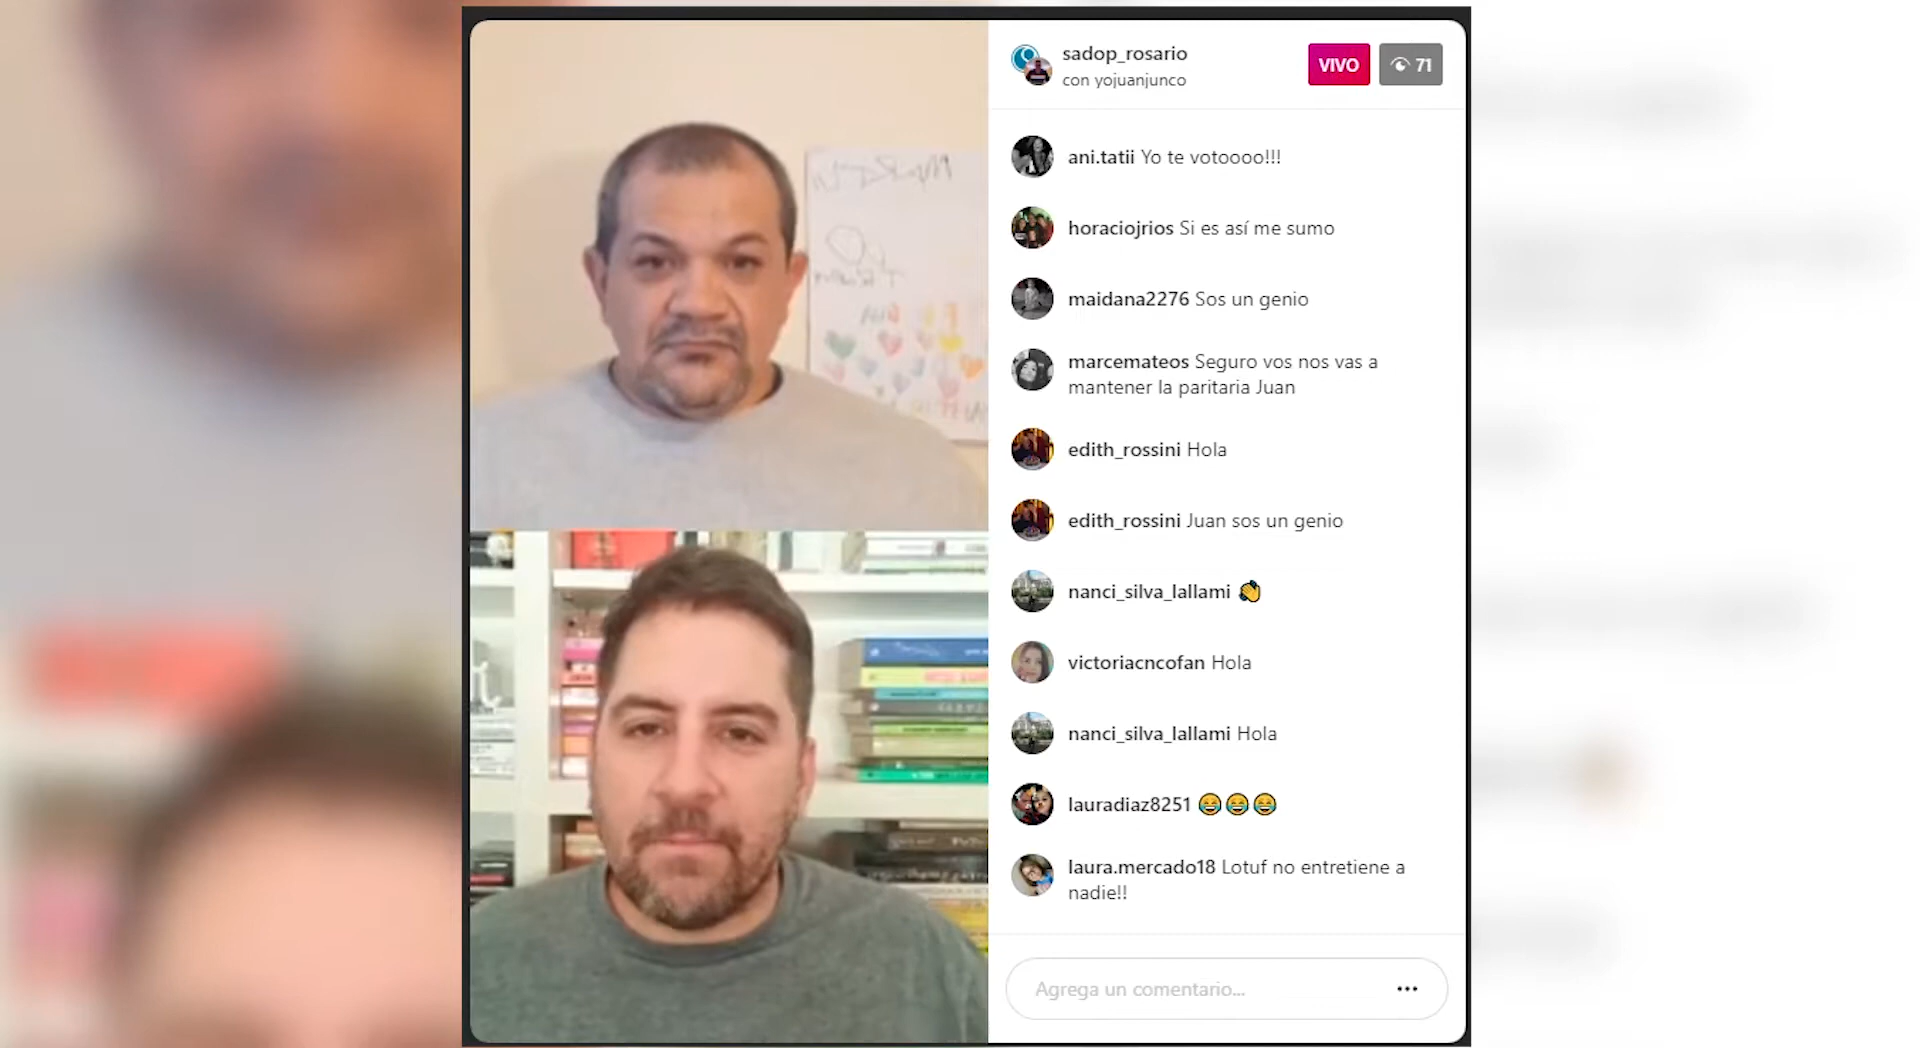 sadop_rosario
con yojuanjunco
VIVO
71
ani.tatii Yo te votoooo!!!
horaciojrios Si es así me sumo
maidana2276 Sos un genio
marcemateos Seguro vos nos vas a
mantener la paritaria Juan
edith_rossini Hola
edith_rossini Juan sos un genio
nanci_silva_lallami 👏
victoriacncofan Hola
nanci_silva_lallami Hola
lauradiaz8251 😂😂😂
laura.mercado18 Lotuf no entretiene a
nadie!!
Agrega un comentario...